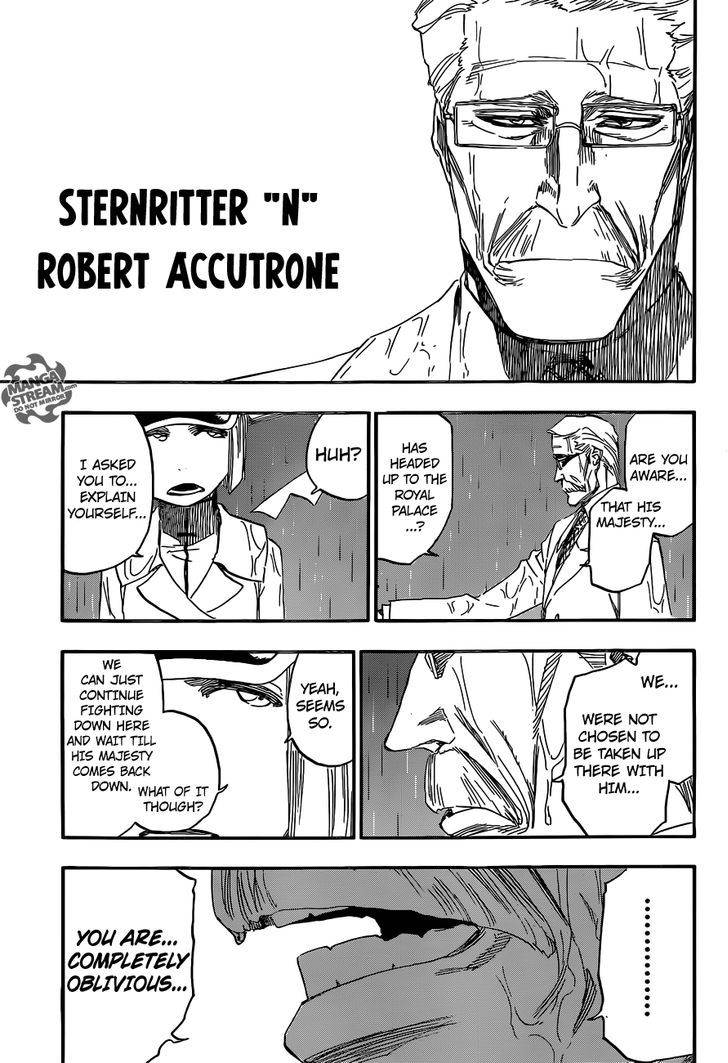 STERNRITTER "N"
ROBERT ACCUTRONE
MANGA
STREAM.com
DO NOT MIRROR
ARE YOU
AWARE...
THAT HIS
MAJESTY...
HAS
HEADED
UP TO THE
ROYAL
PALACE
...?
HUH?
I ASKED
YOU TO...
EXPLAIN
YOURSELF...
WE...
WERE NOT
CHOSEN TO
BE TAKEN UP
THERE WITH
HIM...
YEAH,
SEEMS
SO.
WE
CAN JUST
CONTINUE
FIGHTING
DOWN HERE
AND WAIT TILL
HIS MAJESTY
COMES BACK
DOWN.
WHAT OF IT
THOUGH?
..........
YOU ARE...
COMPLETELY
OBLIVIOUS...